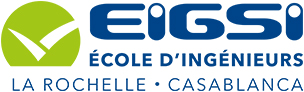 EIGSI
ÉCOLE D'INGÉNIEURS
LA ROCHELLE • CASABLANCA